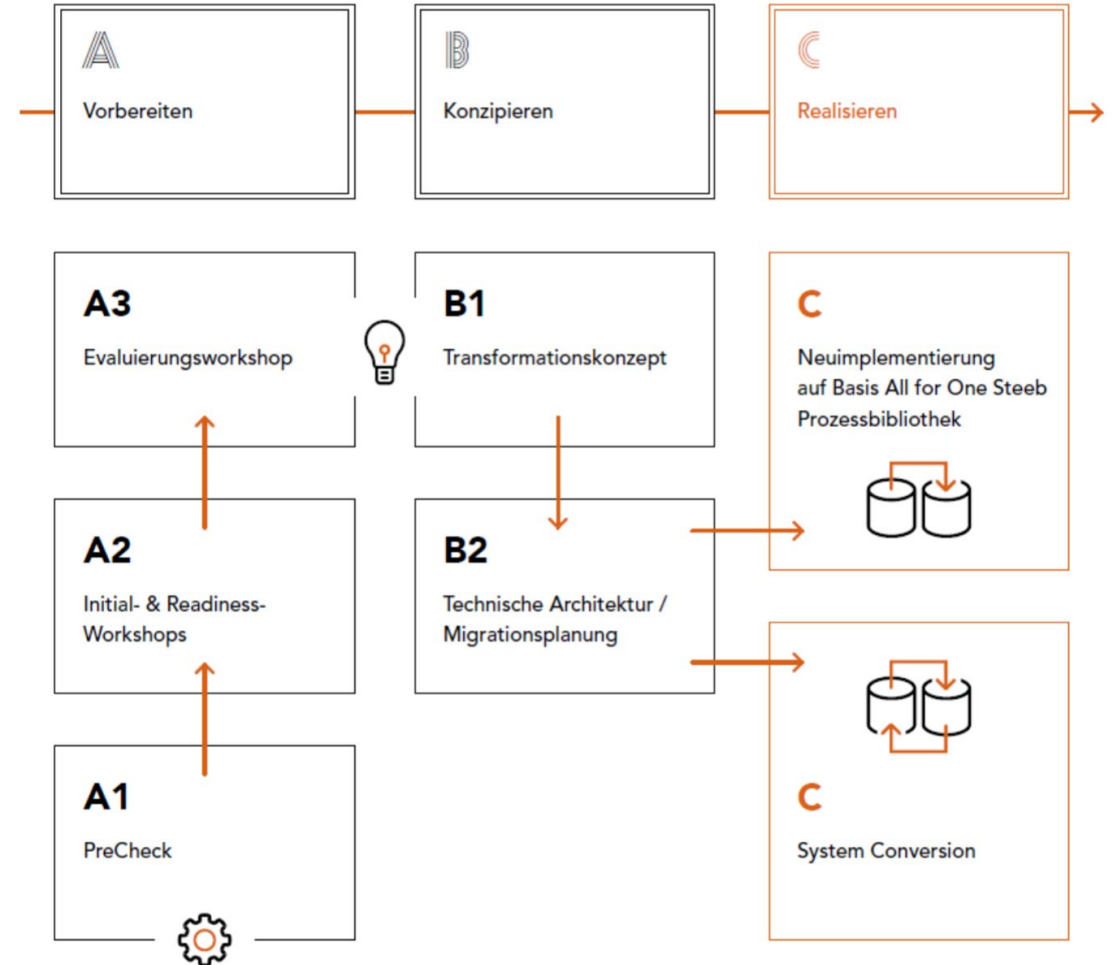 A
Vorbereiten
B
Konzipieren
C
Realisieren
A3
Evaluierungsworkshop
B1
Transformationskonzept
C
Neuimplementierung
auf Basis All for One Steeb
Prozessbibliothek
A2
Initial- & Readiness-
Workshops
B2
Technische Architektur /
Migrationsplanung
A1
PreCheck
C
System Conversion